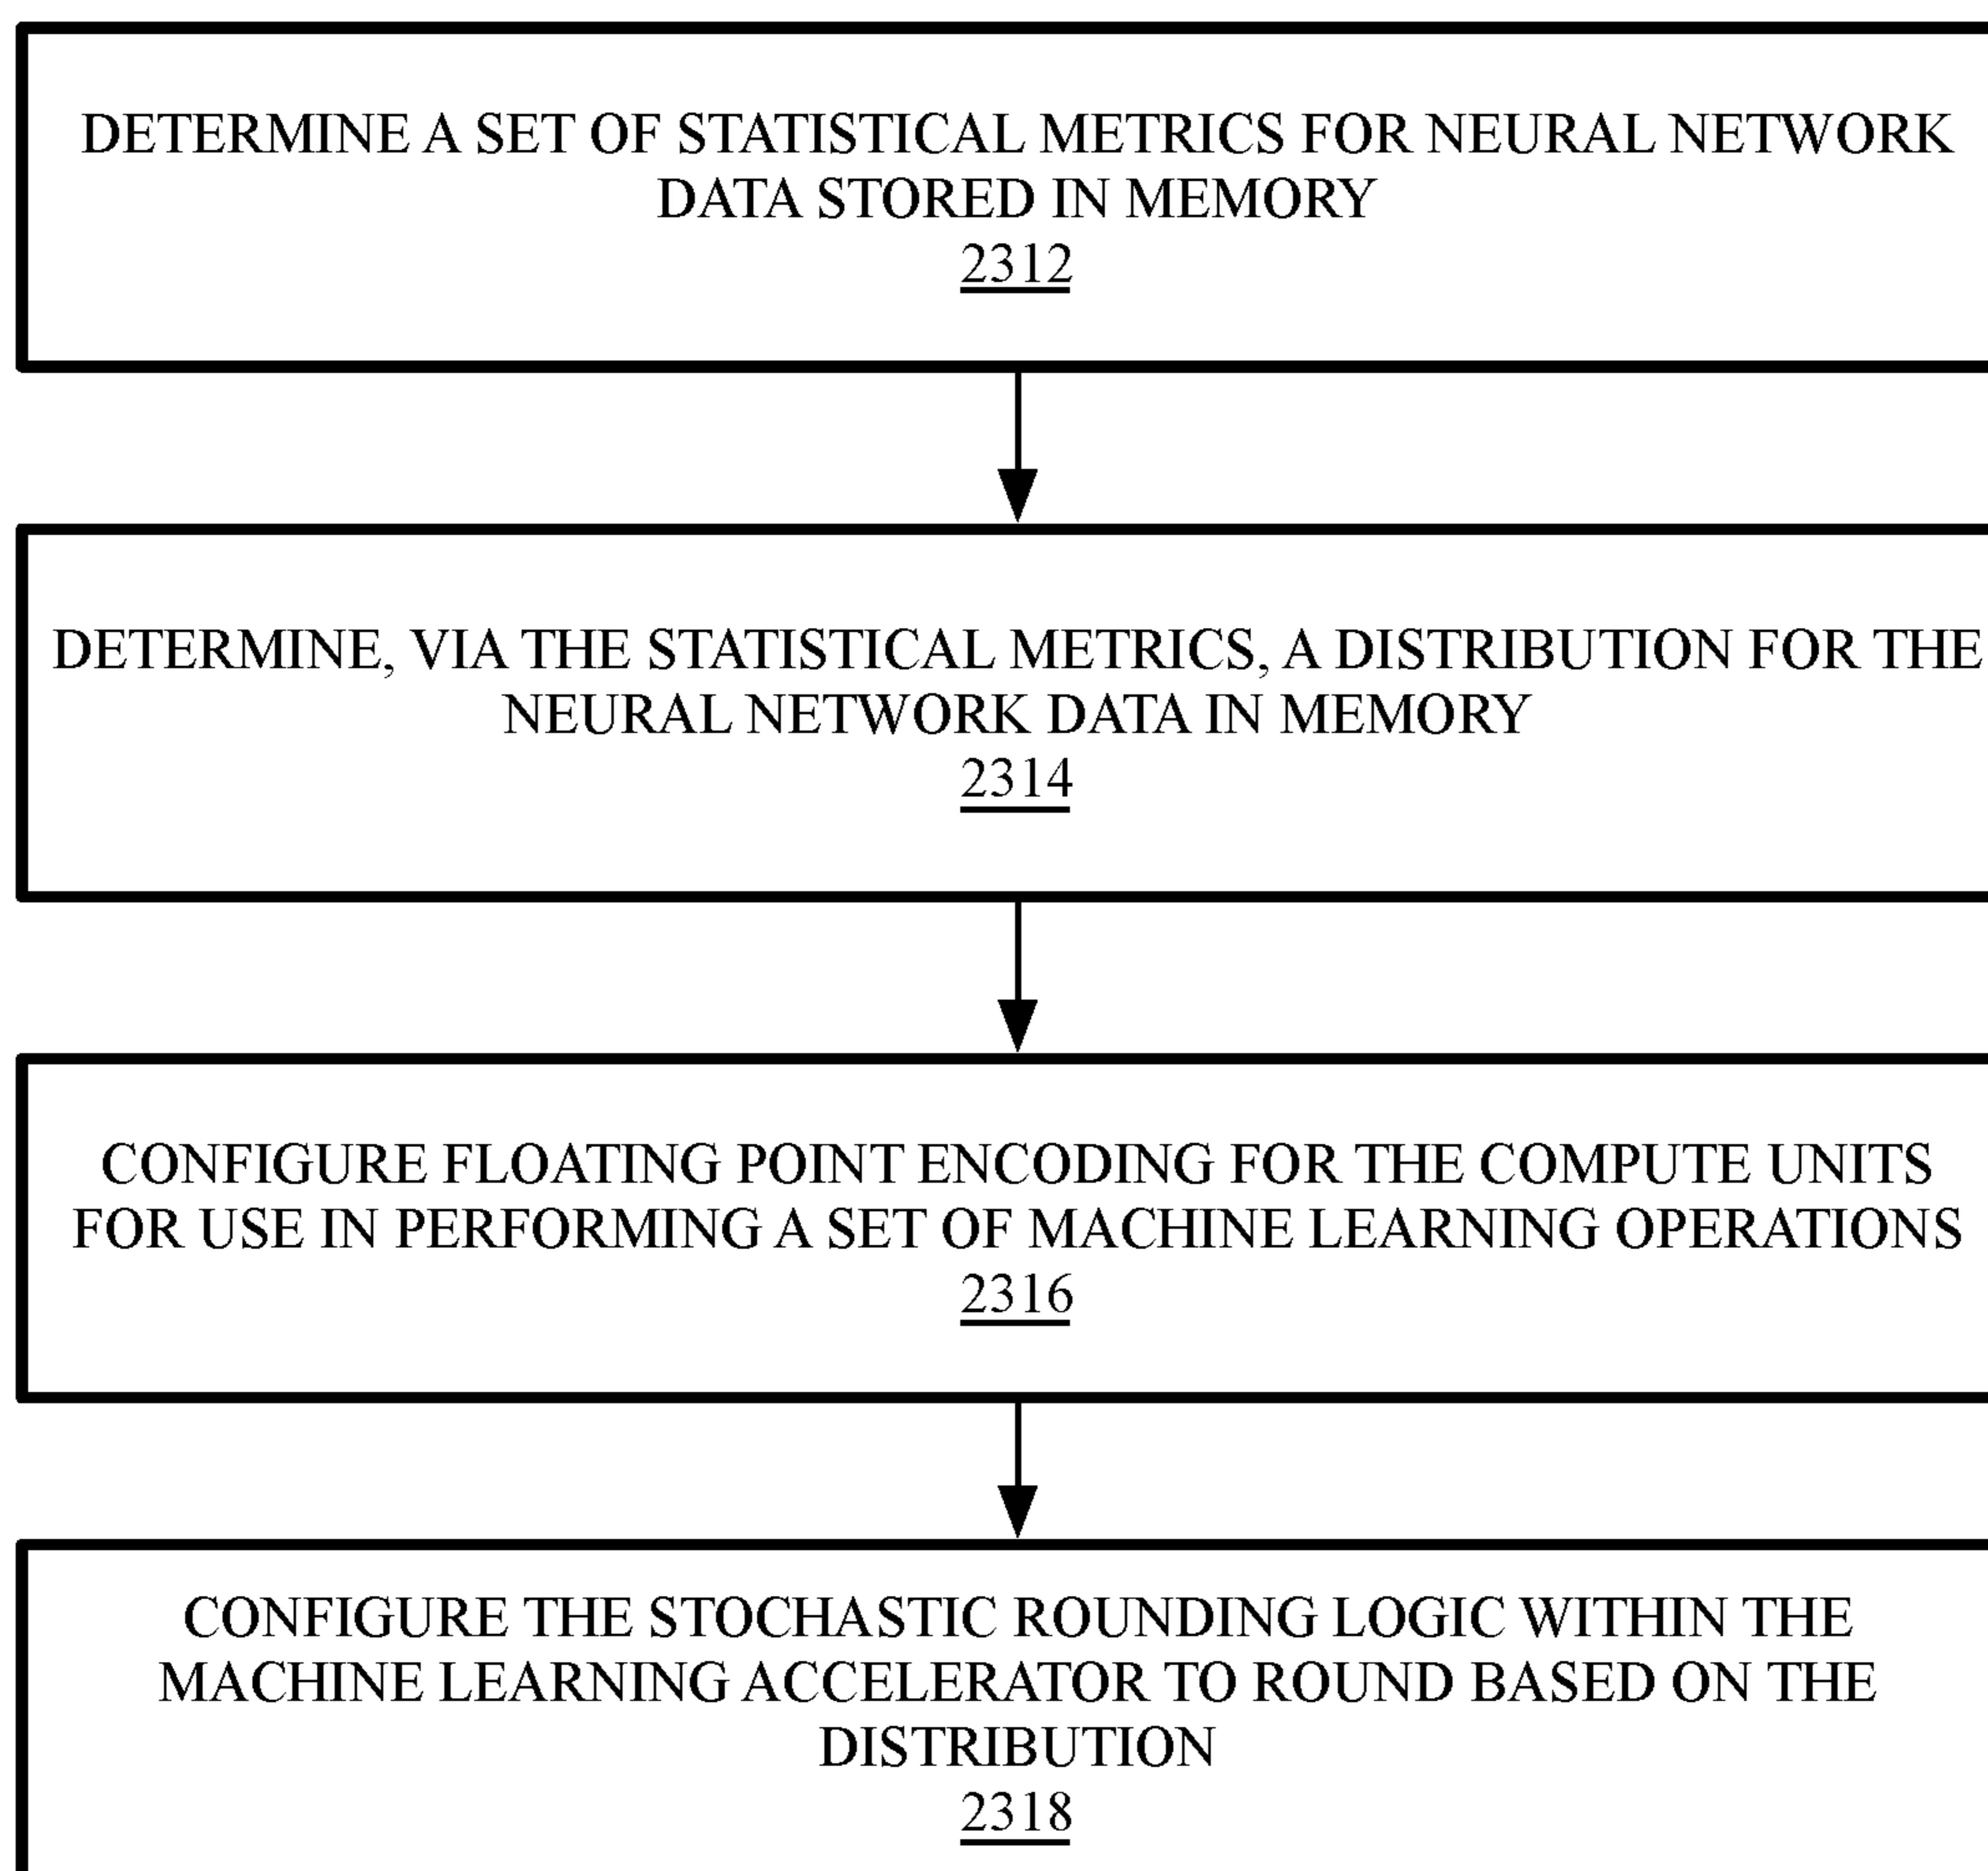 DETERMINE A SET OF STATISTICAL METRICS FOR NEURAL NETWORK
DATA STORED IN MEMORY
2312
DETERMINE, VIA THE STATISTICAL METRICS, A DISTRIBUTION FOR THE
NEURAL NETWORK DATA IN MEMORY
2314
CONFIGURE FLOATING POINT ENCODING FOR THE COMPUTE UNITS
FOR USE IN PERFORMING A SET OF MACHINE LEARNING OPERATIONS
2316
CONFIGURE THE STOCHASTIC ROUNDING LOGIC WITHIN THE
MACHINE LEARNING ACCELERATOR TO ROUND BASED ON THE
DISTRIBUTION
2318